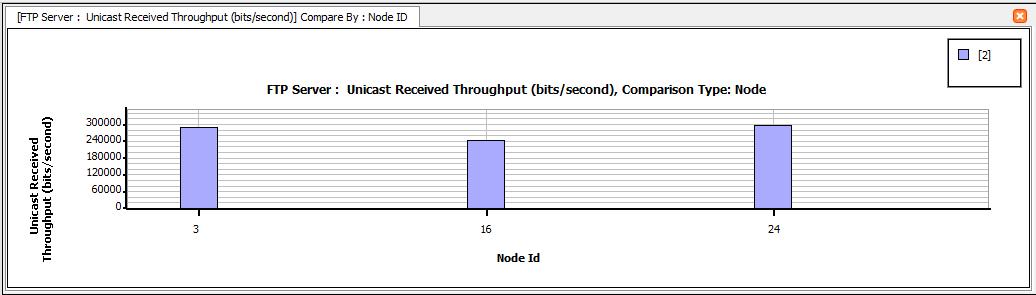 [FTP Server :  Unicast Received Throughput (bits/second)] Compare By : Node ID
[2]
FTP Server :  Unicast Received Throughput (bits/second), Comparison Type: Node
Unicast Received
Throughput (bits/second)
300000
240000
180000
120000
60000
0
3
16
24
Node Id